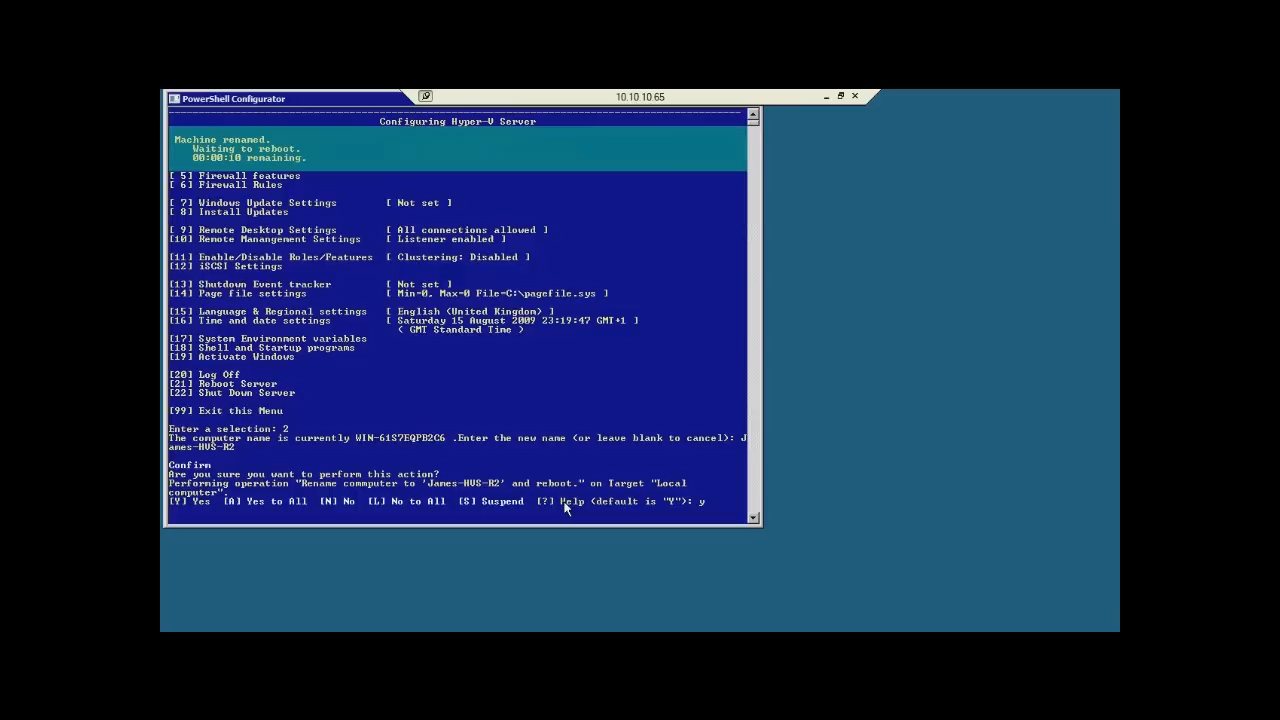 PowerShell Configurator
10.10.10.65
Configuring Hyper-V Server
Machine renamed.
Waiting to reboot.
00:00:10 remaining.
[ 5] Firewall features
[ 6] Firewall Rules
[ 7] Windows Update Settings [ Not set ]
[ 8] Install Updates
[ 9] Remote Desktop Settings [ All connections allowed ]
[10] Remote Manangement Settings [ Listener enabled ]
[11] Enable/Disable Roles/Features [ Clustering: Disabled ]
[12] iSCSI Settings
[13] Shutdown Event tracker [ Not set ]
[14] Page file settings [ Min=0, Max=0 File=C:\pagefile.sys ]
[15] Language & Regional settings [ English (United Kingdom) ]
[16] Time and date settings [ Saturday 15 August 2009 23:19:47 GMT+1 ]
( GMT Standard Time )
[17] System Environment variables
[18] Shell and Startup programs
[19] Activate Windows
[20] Log Off
[21] Reboot Server
[22] Shut Down Server
[99] Exit this Menu
Enter a selection: 2
The computer name is currently WIN-61S7EQPB2C6 .Enter the new name (or leave blank to cancel): J
ames-HVS-R2
Confirm
Are you sure you want to perform this action?
Performing operation "Rename commputer to 'James-HVS-R2' and reboot." on Target "Local
computer".
[Y] Yes [A] Yes to All [N] No [L] No to All [S] Suspend [?] Help (default is "Y"): y